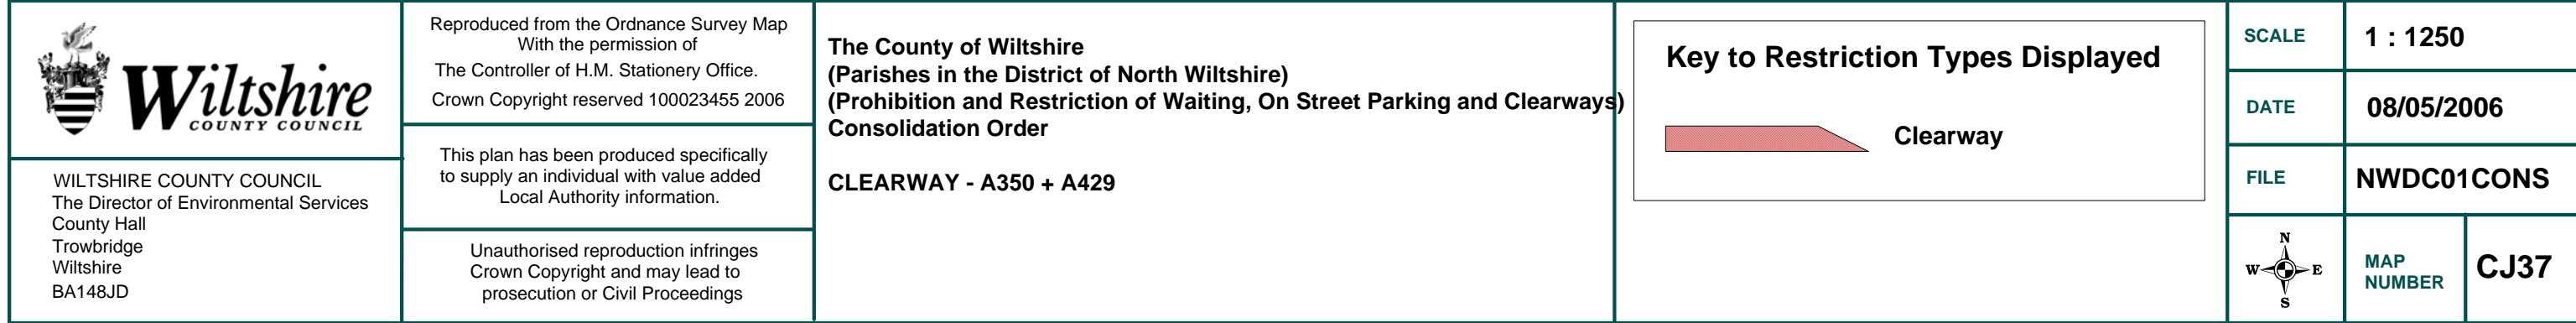 Wiltshire
COUNTY COUNCIL
WILTSHIRE COUNTY COUNCIL
The Director of Environmental Services
County Hall
Trowbridge
Wiltshire
BA148JD
Reproduced from the Ordnance Survey Map
With the permission of
The Controller of H.M. Stationery Office.
Crown Copyright reserved 100023455 2006
This plan has been produced specifically
to supply an individual with value added
Local Authority information.
Unauthorised reproduction infringes
Crown Copyright and may lead to
prosecution or Civil Proceedings
The County of Wiltshire
(Parishes in the District of North Wiltshire)
(Prohibition and Restriction of Waiting, On Street Parking and Clearways)
Consolidation Order
CLEARWAY - A350 + A429
Key to Restriction Types Displayed
Clearway
SCALE 1 : 1250
DATE 08/05/2006
FILE NWDC01CONS
N
W E
S
MAP
NUMBER
CJ37